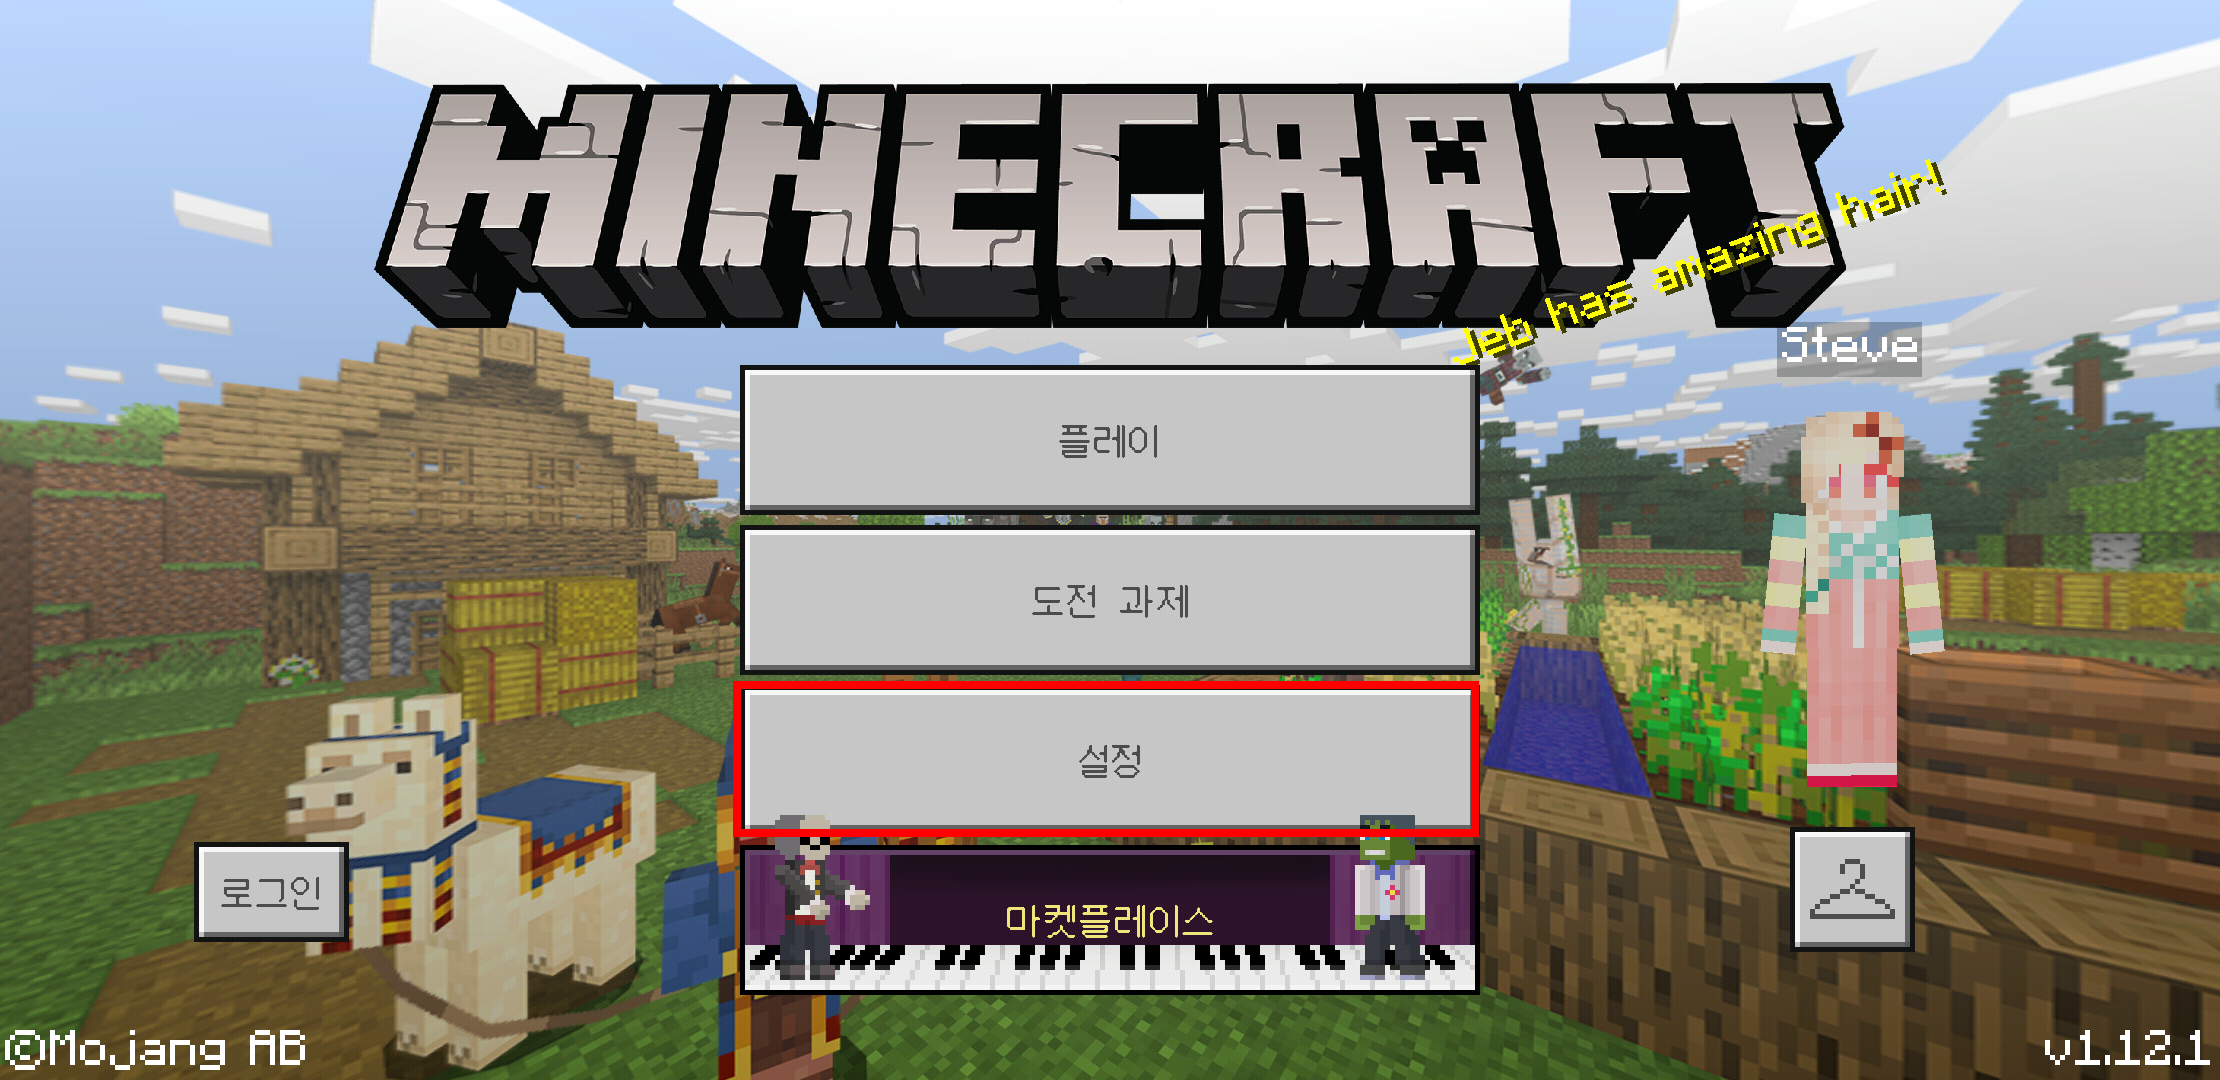 MINECRAFT
Jeb has amazing hair!
Steve
플레이
도전 과제
설정
로그인
마켓플레이스
©Mojang AB
v1.12.1